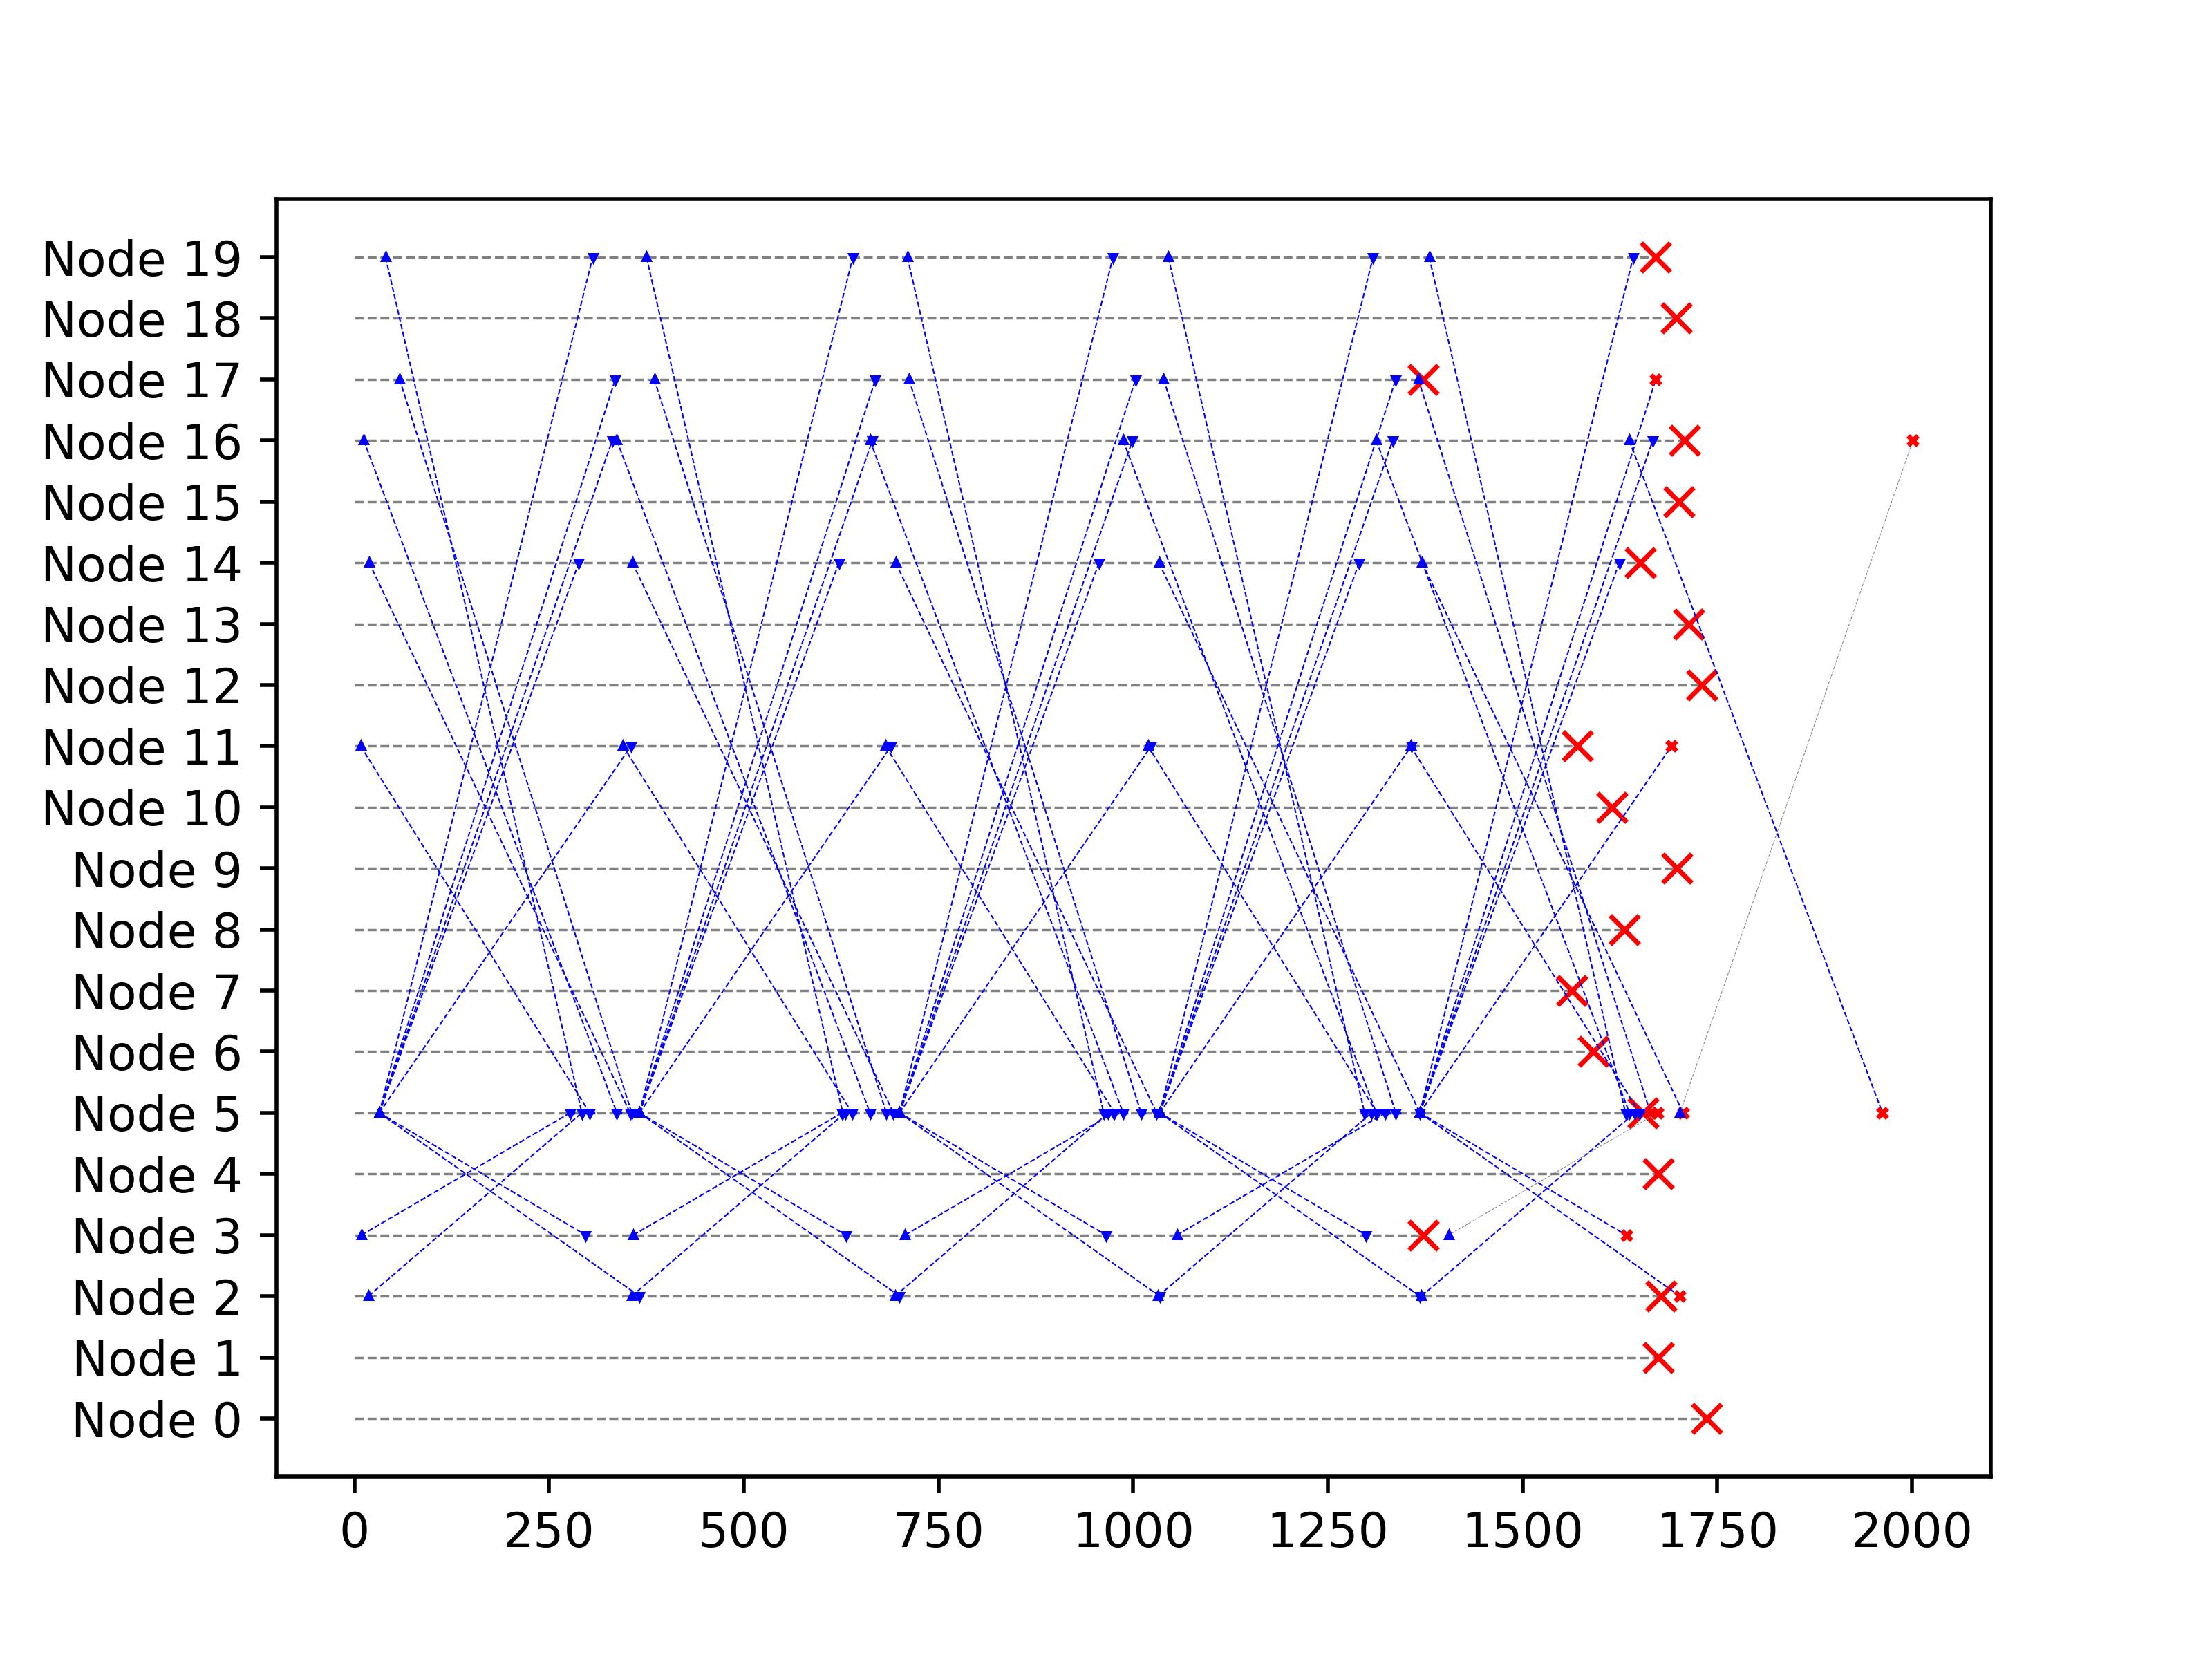 Node 19
Node 18
Node 17
Node 16
Node 15
Node 14
Node 13
Node 12
Node 11
Node 10
Node 9
Node 8
Node 7
Node 6
Node 5
Node 4
Node 3
Node 2
Node 1
Node 0
0 250 500 750 1000 1250 1500 1750 2000